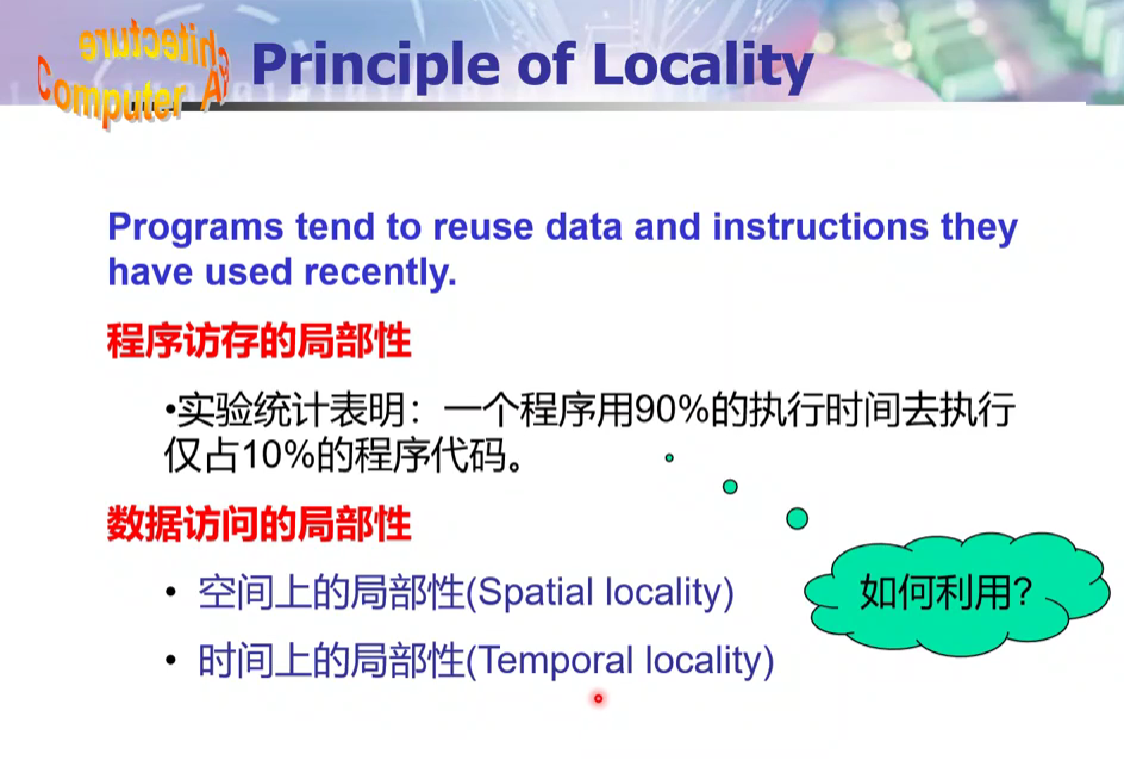 Computer Architecture
Principle of Locality
Programs tend to reuse data and instructions they
have used recently.
程序访存的局部性
•实验统计表明：一个程序用90%的执行时间去执行
仅占10%的程序代码。
数据访问的局部性
• 空间上的局部性(Spatial locality)
如何利用?
• 时间上的局部性(Temporal locality)